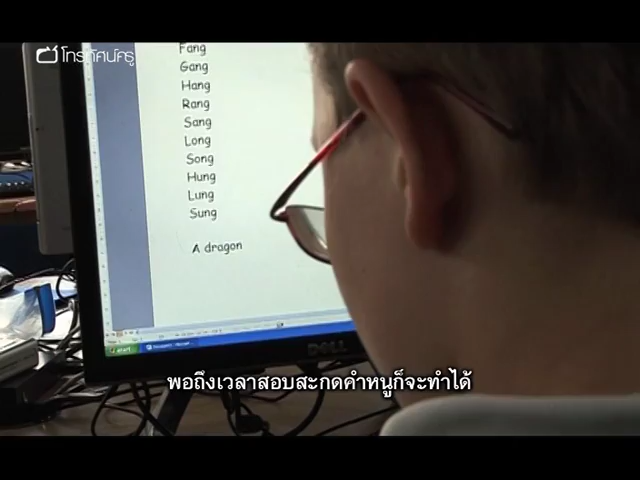 โทรทัศน์ครู
Fang
Gang
Hang
Rang
Sang
Long
Song
Hung
Lung
Sung
A dragon
start
DELL
พอถึงเวลาสอบสะกดคำหนูก็จะทำได้